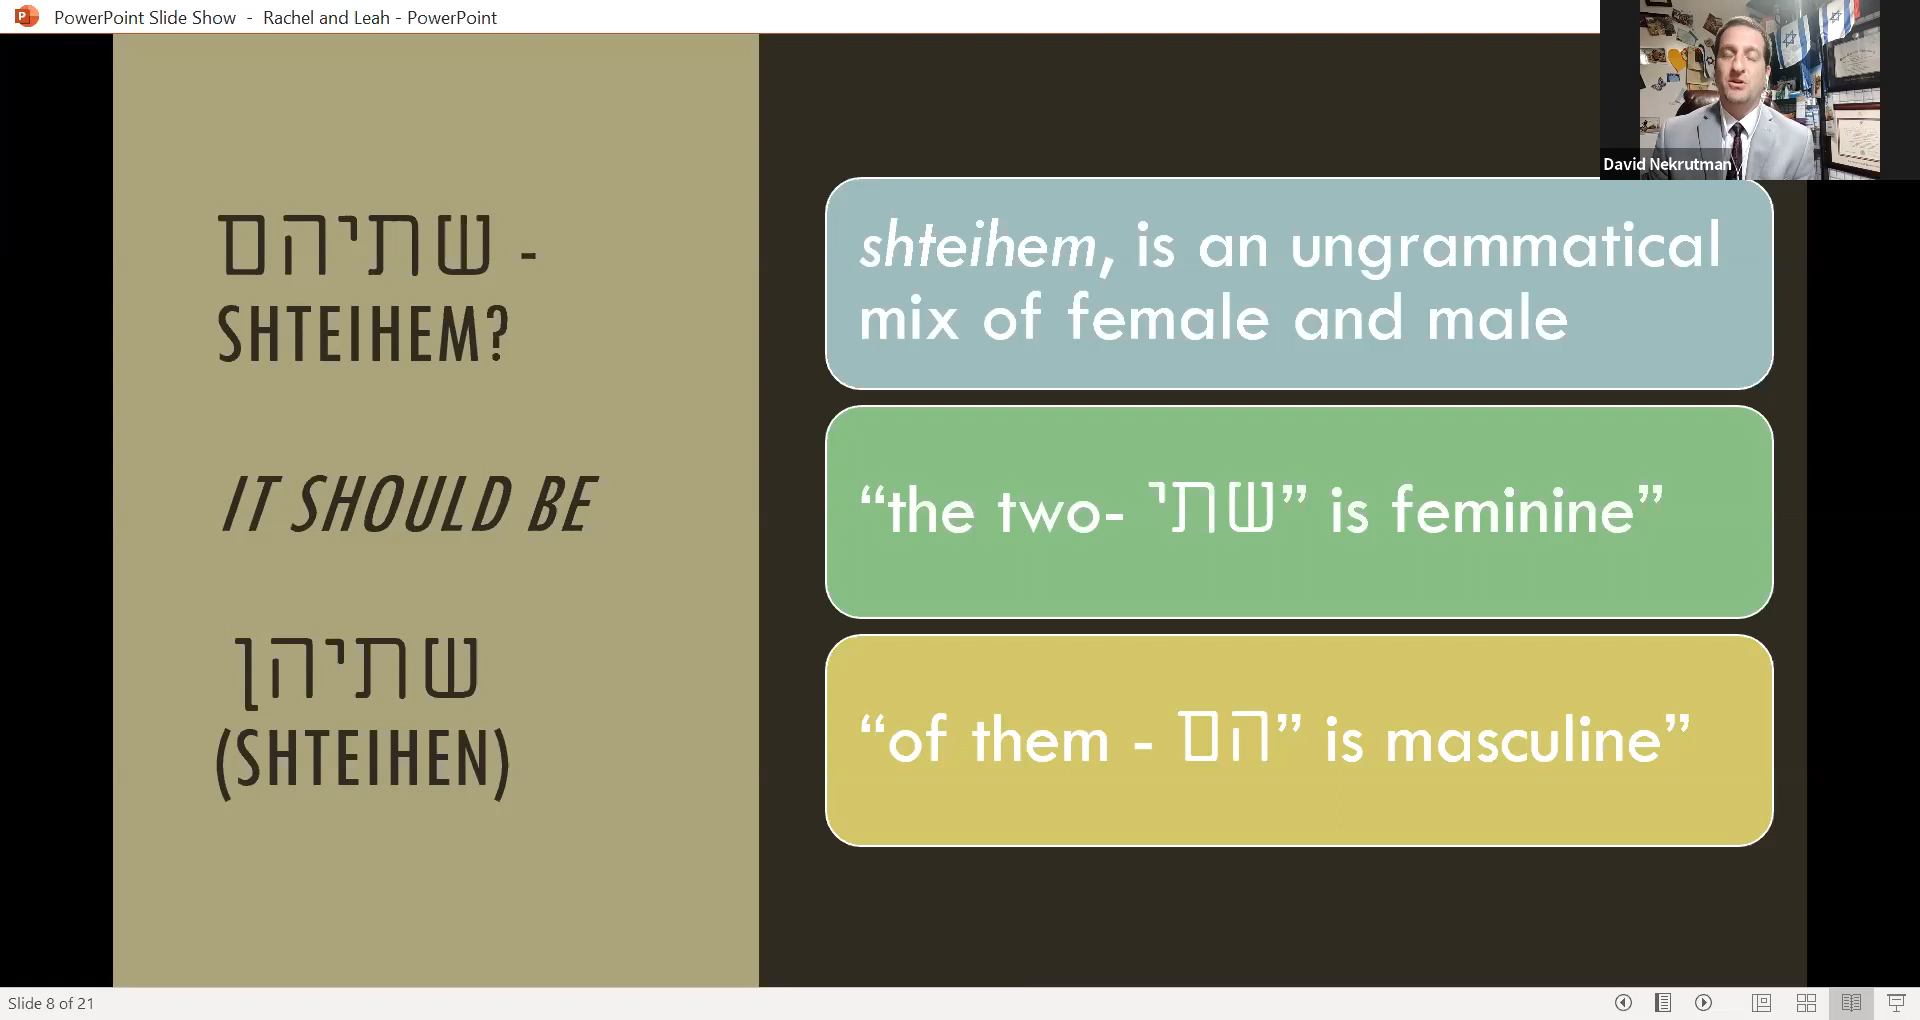 PowerPoint Slide Show - Rachel and Leah - PowerPoint
David Nekrutman
שתיהם -
SHTEIHEM?
IT SHOULD BE
שתיהן
(SHTEIHEN)
shteihem, is an ungrammatical
mix of female and male
“the two- שתי” is feminine”
“of them - הם” is masculine”
Slide 8 of 21